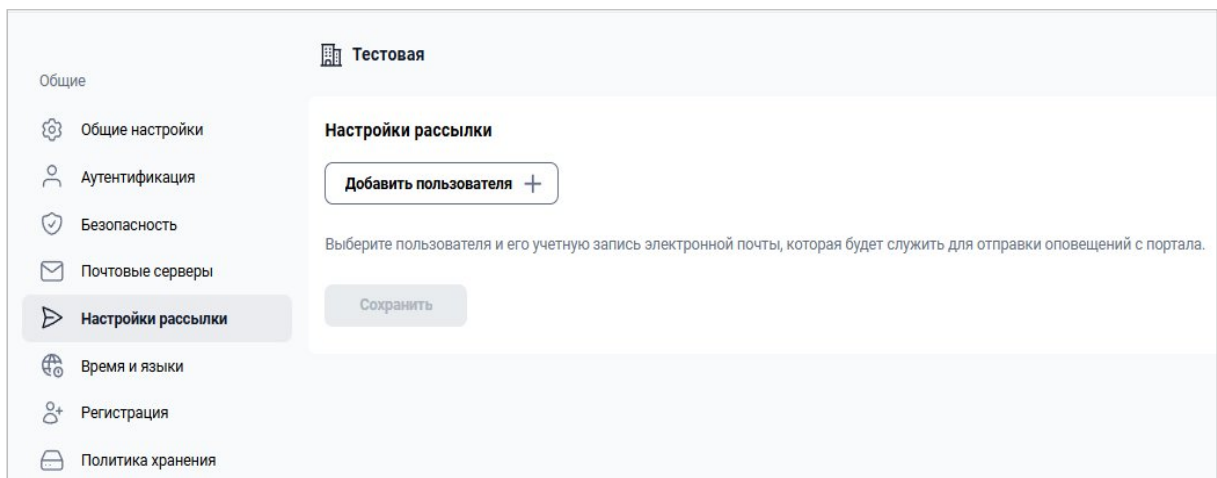 Общие
Общие настройки
Аутентификация
Безопасность
Почтовые серверы
Настройки рассылки
Время и языки
Регистрация
Политика хранения
Тестовая
Настройки рассылки
Добавить пользователя
Выберите пользователя и его учетную запись электронной почты, которая будет служить для отправки оповещений с портала.
Сохранить